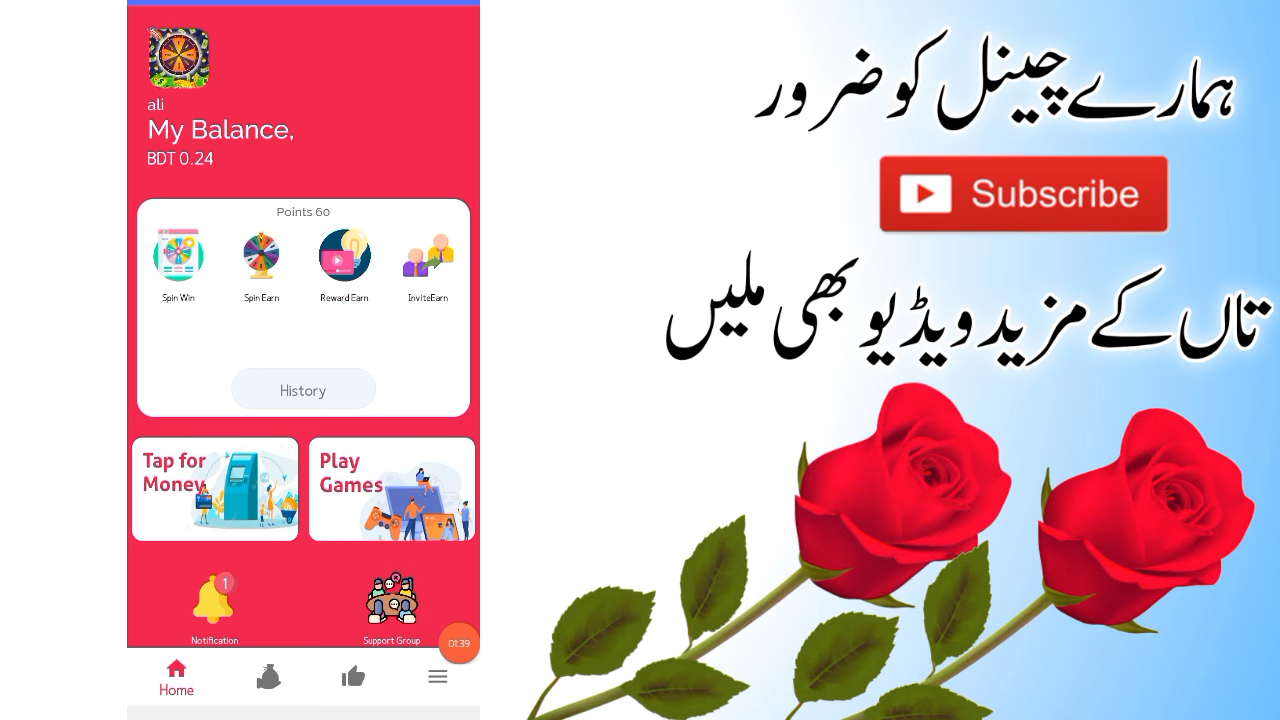 ali
My Balance,
BDT 0.24
Points 60
Spin Win
Spin Earn
Reward Earn
InviteEarn
History
Tap for
Money
Play
Games
1
Notification
Support Group
01:39
Home
ہمارے چینل کو ضرور
Subscribe
تاں کے مزید ویڈیو بھی ملیں